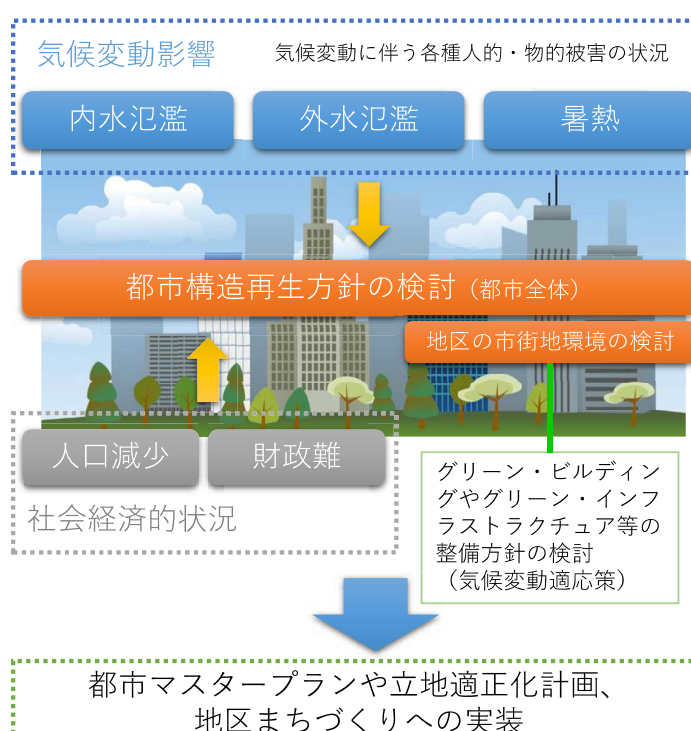 気候変動影響
気候変動に伴う各種人的・物的被害の状況
内水氾濫
外水氾濫
暑熱
都市構造再生方針の検討（都市全体）
地区の市街地環境の検討
人口減少
財政難
社会経済的状況
グリーン・ビルディン
グやグリーン・インフ
ラストラクチュア等の
整備方針の検討
（気候変動適応策）
都市マスタープランや立地適正化計画、
地区まちづくりへの実装